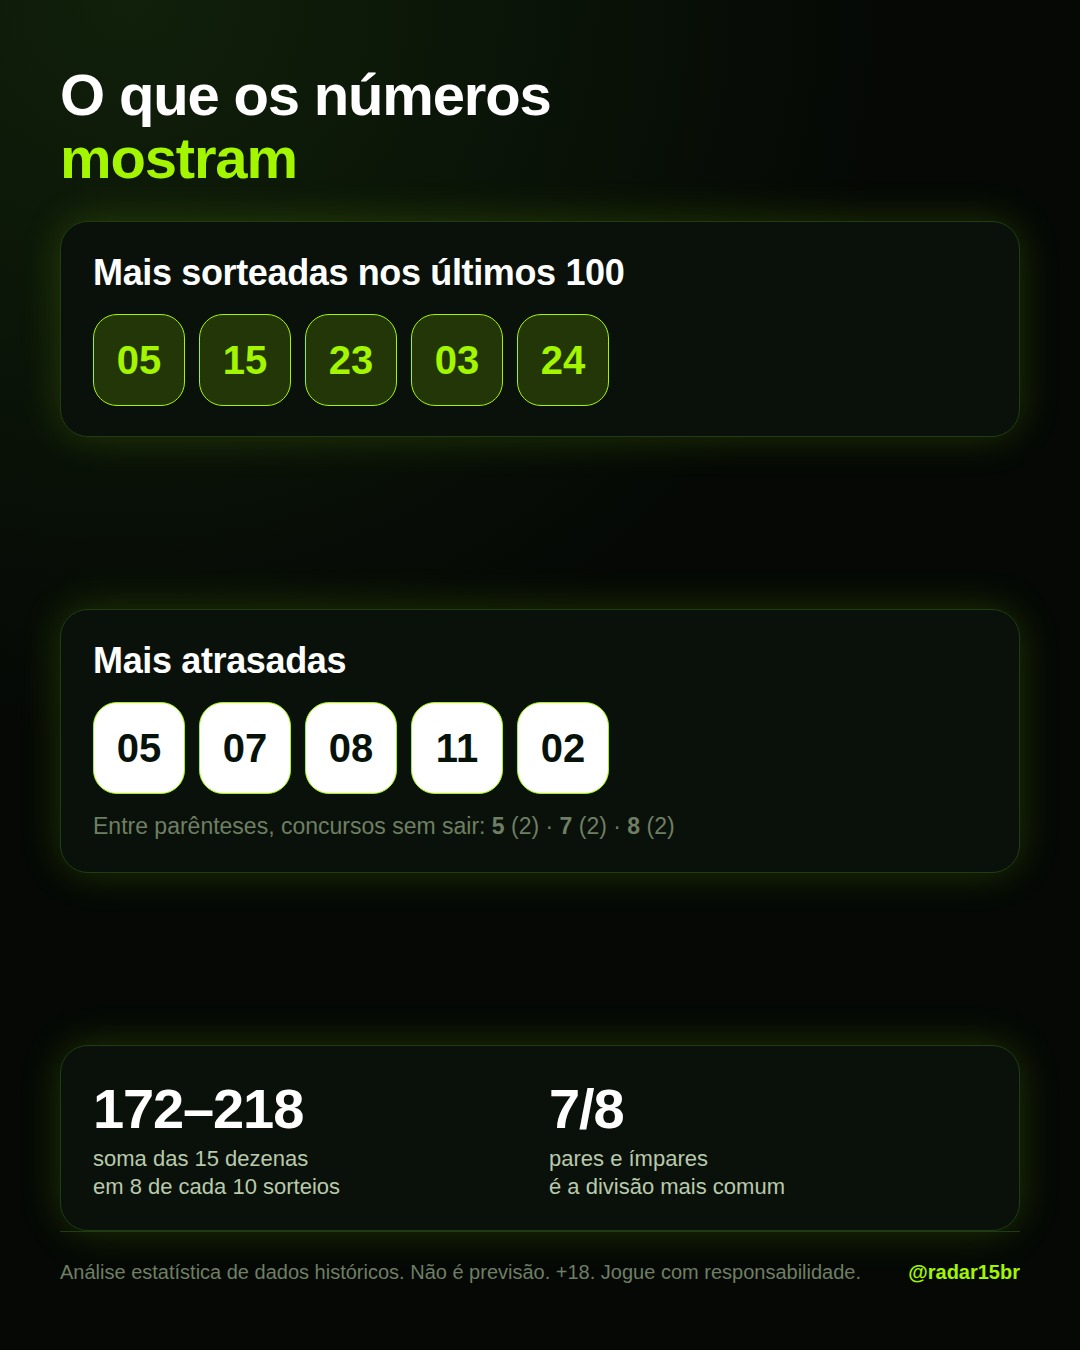 O que os números
mostram
Mais sorteadas nos últimos 100
05 15 23 03 24
Mais atrasadas
05 07 08 11 02
Entre parênteses, concursos sem sair: 5 (2) · 7 (2) · 8 (2)
172–218
soma das 15 dezenas
em 8 de cada 10 sorteios
7/8
pares e ímpares
é a divisão mais comum
Análise estatística de dados históricos. Não é previsão. +18. Jogue com responsabilidade.
@radar15br